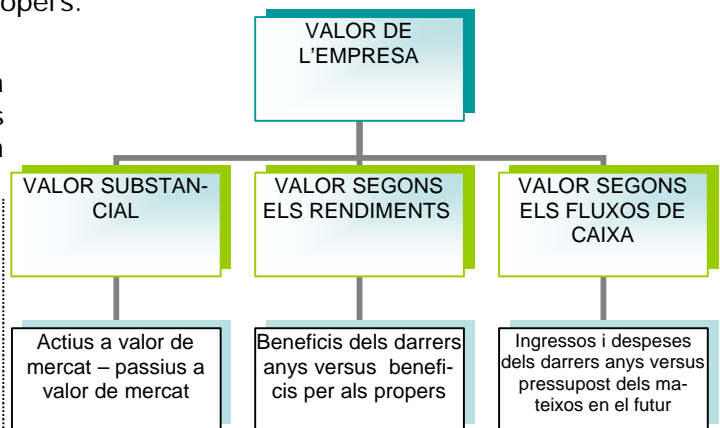 opers.
VALOR DE
L'EMPRESA
a
s
a
VALOR SUBSTAN-
CIAL
VALOR SEGONS
ELS RENDIMENTS
VALOR SEGONS
ELS FLUXOS DE
CAIXA
Actius a valor de
mercat – passius a
valor de mercat
Beneficis dels darrers
anys versus benefi-
cis per als propers
Ingressos i despeses
dels darrers anys versus
pressupost dels ma-
teixos en el futur